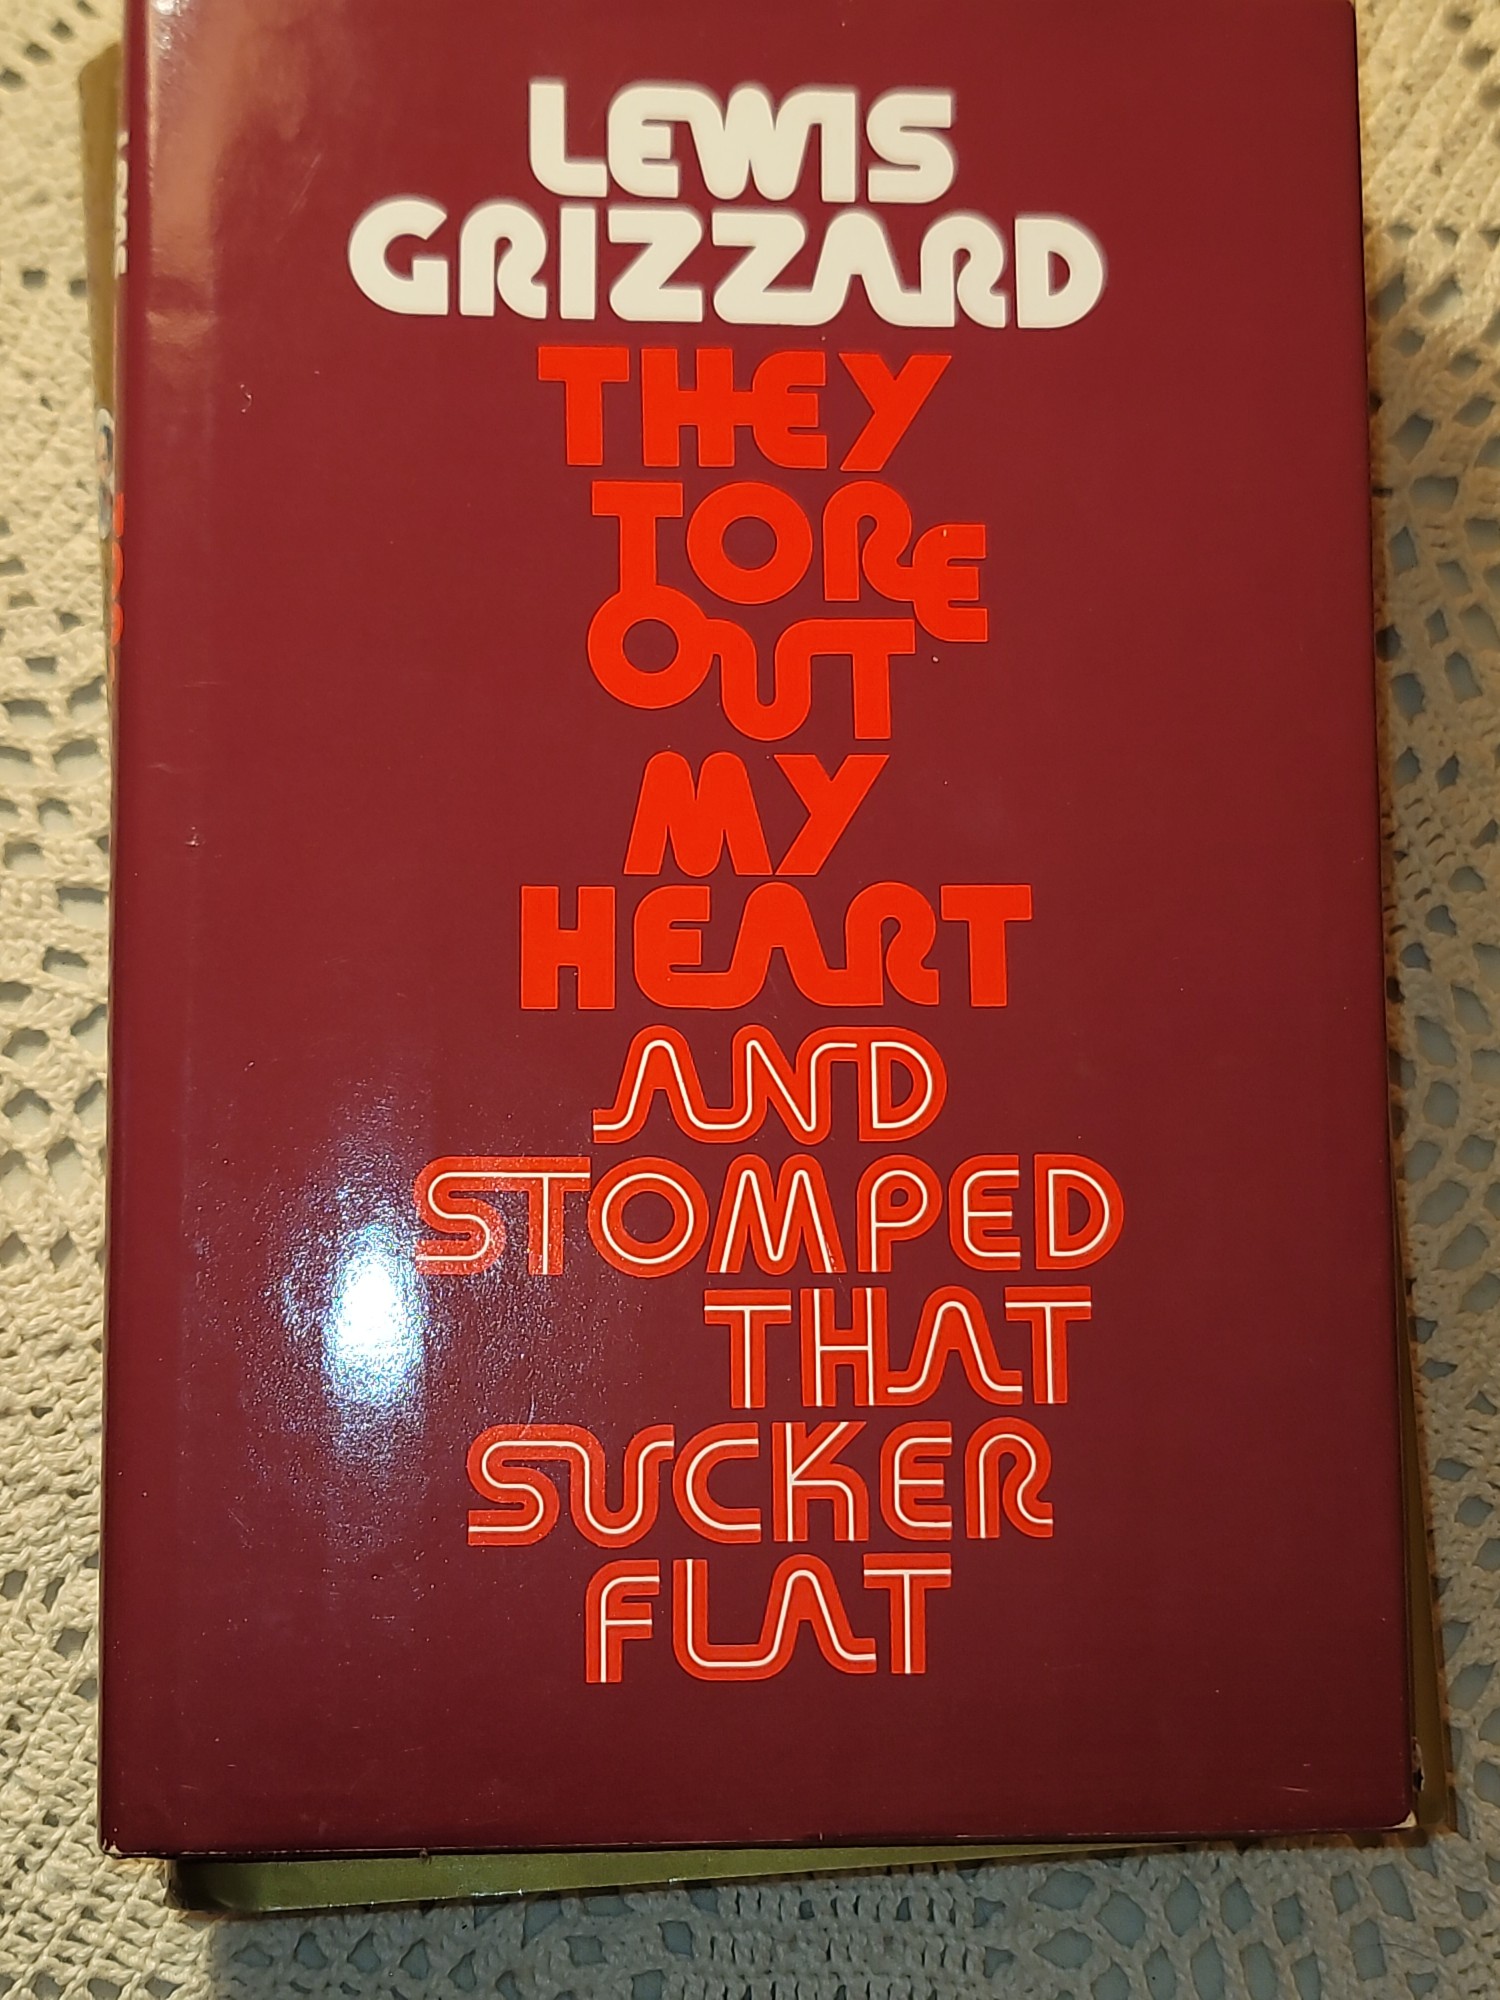 LEWIS
GRIZZARD
THEY
TORE
OUT
MY
HEART
AND
STOMPED
THAT
SUCKER
FLAT